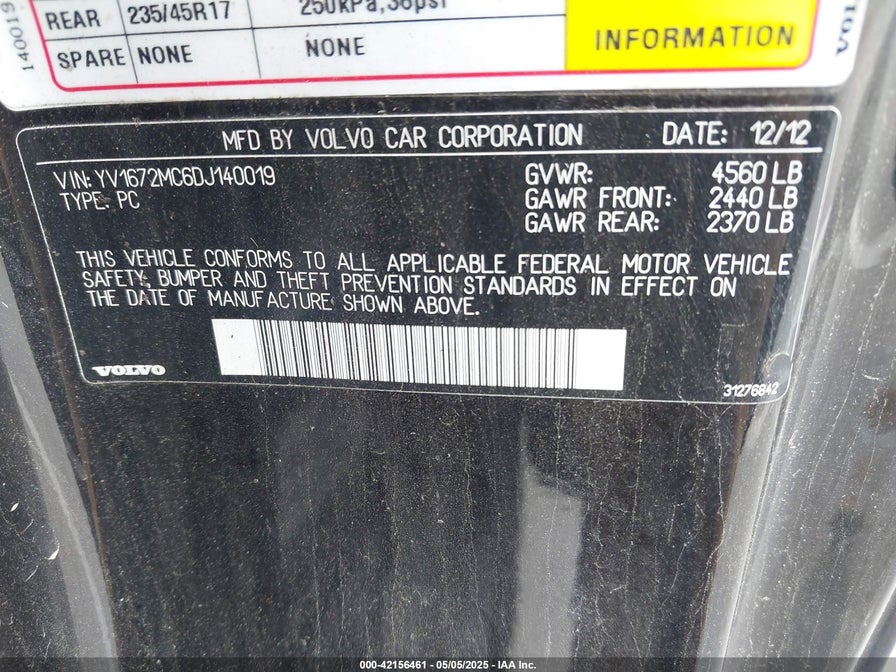 140019
REAR 235/45R17 250kPa,36psi
SPARE NONE NONE
INFORMATION
VOLVO
MFD BY VOLVO CAR CORPORATION DATE: 12/12
VIN: YV1672MC6DJ140019 GVWR: 4560 LB
TYPE: PC GAWR FRONT: 2440 LB
GAWR REAR: 2370 LB
THIS VEHICLE CONFORMS TO ALL APPLICABLE FEDERAL MOTOR VEHICLE
SAFETY, BUMPER AND THEFT PREVENTION STANDARDS IN EFFECT ON
THE DATE OF MANUFACTURE SHOWN ABOVE.
VOLVO
31276842
000-42156461 - 05/05/2025 - IAA Inc.